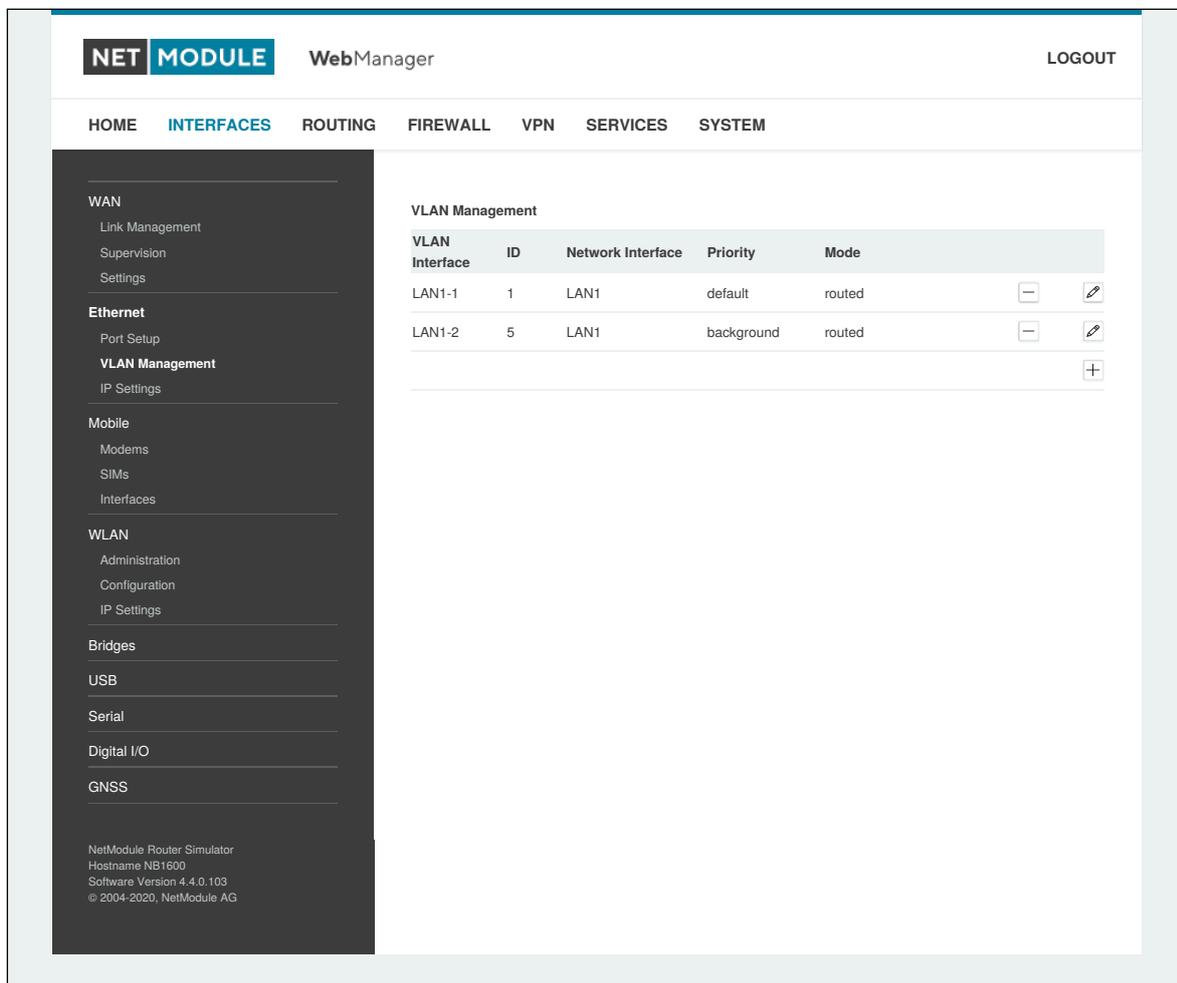 NET MODULE WebManager LOGOUT
HOME INTERFACES ROUTING FIREWALL VPN SERVICES SYSTEM
WAN
Link Management
Supervision
Settings
Ethernet
Port Setup
VLAN Management
IP Settings
Mobile
Modems
SIMs
Interfaces
WLAN
Administration
Configuration
IP Settings
Bridges
USB
Serial
Digital I/O
GNSS
NetModule Router Simulator
Hostname NB1600
Software Version 4.4.0.103
© 2004-2020, NetModule AG
VLAN Management
VLAN Interface ID Network Interface Priority Mode
LAN1-1 1 LAN1 default routed
LAN1-2 5 LAN1 background routed